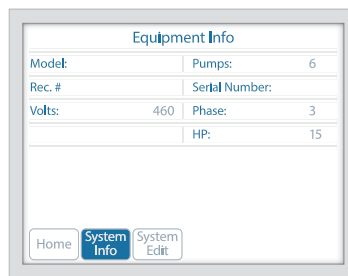 Equipment Info
Model: Pumps: 6
Rec. # Serial Number:
Volts: 460 Phase: 3
HP: 15
Home System Info System Edit